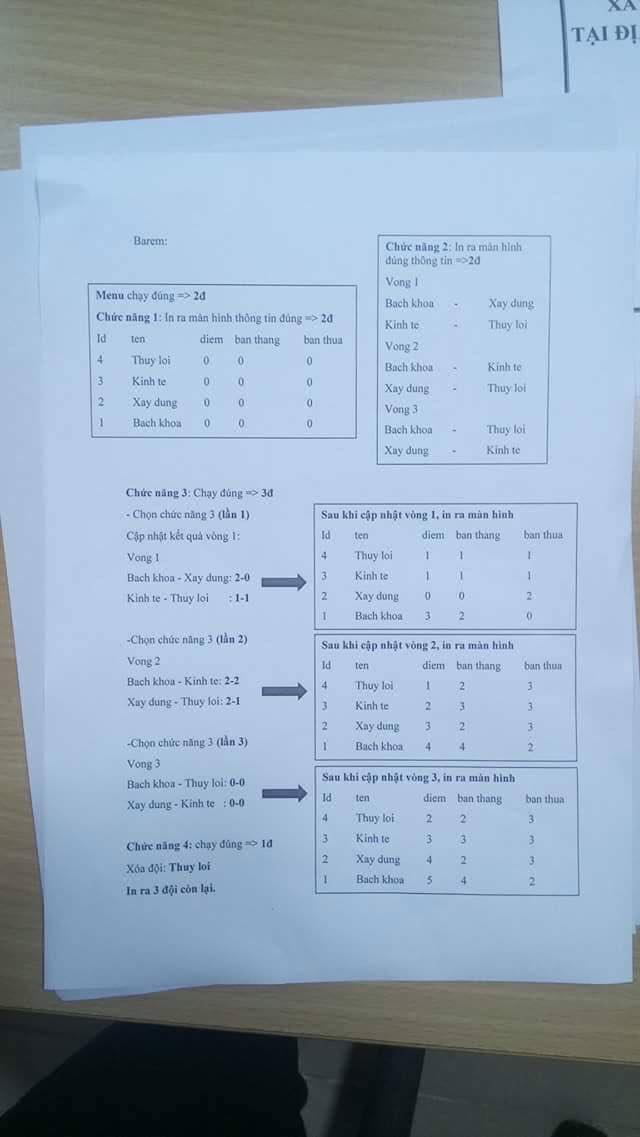 XÁ
TẠI ĐỊ
Barem:
Menu chạy đúng => 2đ
Chức năng 1: In ra màn hình thông tin đúng => 2đ
Id ten diem ban thang ban thua
4 Thuy loi 0 0 0
3 Kinh te 0 0 0
2 Xay dung 0 0 0
1 Bach khoa 0 0 0
Chức năng 2: In ra màn hình
đúng thông tin =>2đ
Vong 1
Bach khoa - Xay dung
Kinh te - Thuy loi
Vong 2
Bach khoa - Kinh te
Xay dung - Thuy loi
Vong 3
Bach khoa - Thuy loi
Xay dung - Kinh te
Chức năng 3: Chạy đúng => 3đ
- Chọn chức năng 3 (lần 1)
Cập nhật kết quả vòng 1:
Vong 1
Bach khoa - Xay dung: 2-0
Kinh te - Thuy loi : 1-1
Sau khi cập nhật vòng 1, in ra màn hình
Id ten diem ban thang ban thua
4 Thuy loi 1 1 1
3 Kinh te 1 1 1
2 Xay dung 0 0 2
1 Bach khoa 3 2 0
-Chọn chức năng 3 (lần 2)
Vong 2
Bach khoa - Kinh te: 2-2
Xay dung - Thuy loi: 2-1
Sau khi cập nhật vòng 2, in ra màn hình
Id ten diem ban thang ban thua
4 Thuy loi 1 2 3
3 Kinh te 2 3 3
2 Xay dung 3 2 3
1 Bach khoa 4 4 2
-Chọn chức năng 3 (lần 3)
Vong 3
Bach khoa - Thuy loi: 0-0
Xay dung - Kinh te : 0-0
Sau khi cập nhật vòng 3, in ra màn hình
Id ten diem ban thang ban thua
4 Thuy loi 2 2 3
3 Kinh te 3 3 3
2 Xay dung 4 2 3
1 Bach khoa 5 4 2
Chức năng 4: chạy đúng => 1đ
Xóa đội: Thuy loi
In ra 3 đội còn lại.